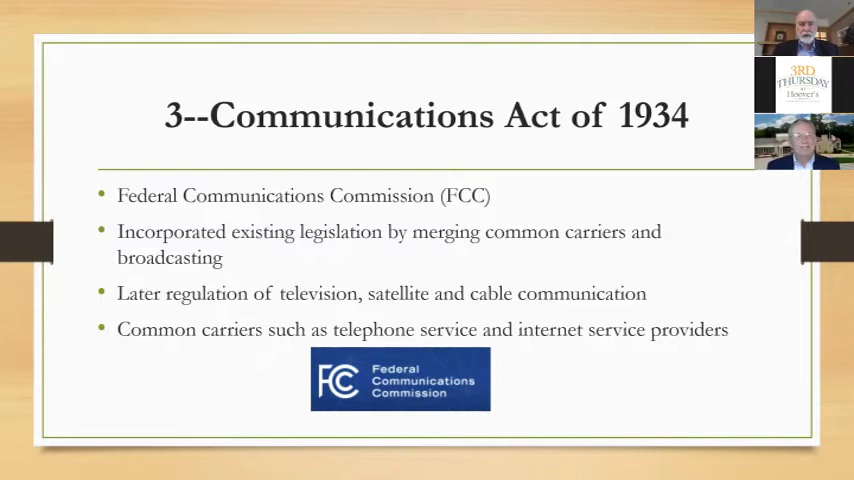 3--Communications Act of 1934
• Federal Communications Commission (FCC)
• Incorporated existing legislation by merging common carriers and
broadcasting
• Later regulation of television, satellite and cable communication
• Common carriers such as telephone service and internet service providers
FCC
Federal
Communications
Commission
3RD
THURSDAY
Hoover's